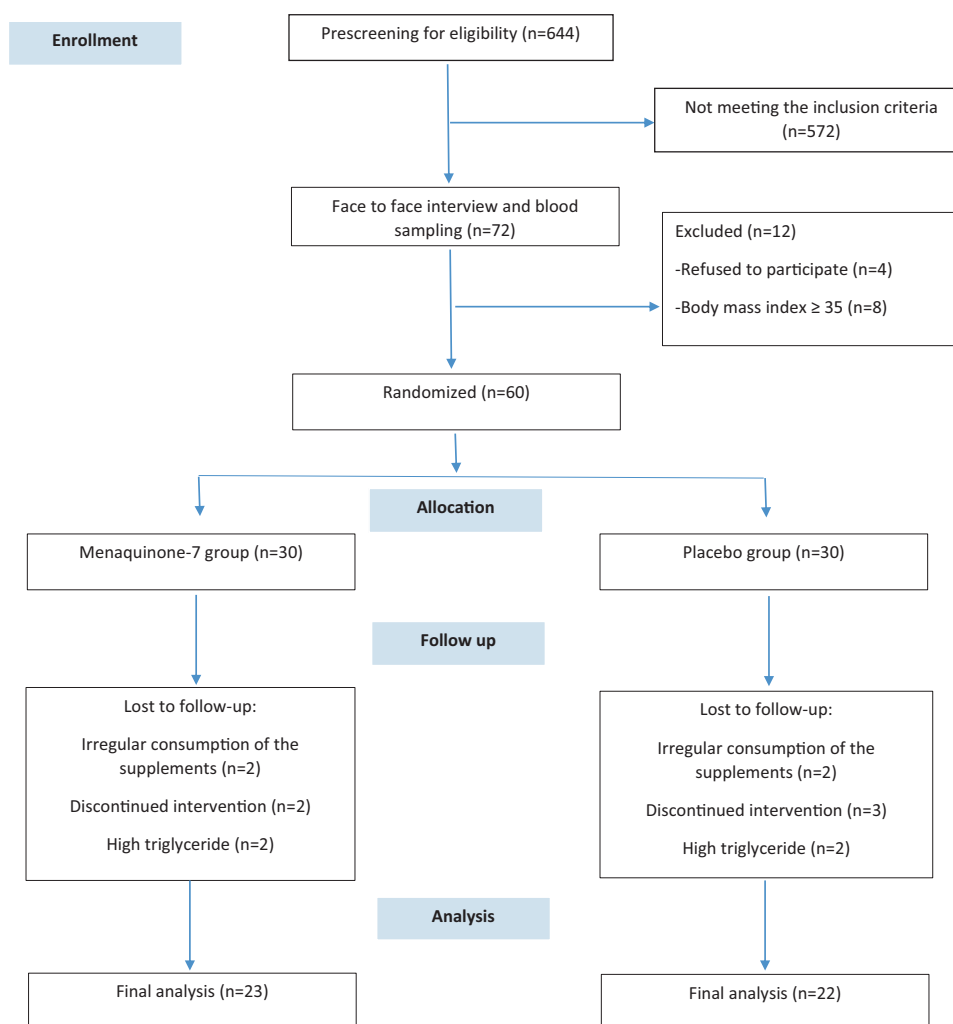 Enrollment
Prescreening for eligibility (n=644)
Not meeting the inclusion criteria
(n=572)
Face to face interview and blood
sampling (n=72)
Excluded (n=12)
-Refused to participate (n=4)
-Body mass index ≥ 35 (n=8)
Randomized (n=60)
Allocation
Menaquinone-7 group (n=30)
Placebo group (n=30)
Follow up
Lost to follow-up:
Irregular consumption of the
supplements (n=2)
Discontinued intervention (n=2)
High triglyceride (n=2)
Lost to follow-up:
Irregular consumption of the
supplements (n=2)
Discontinued intervention (n=3)
High triglyceride (n=2)
Analysis
Final analysis (n=23)
Final analysis (n=22)